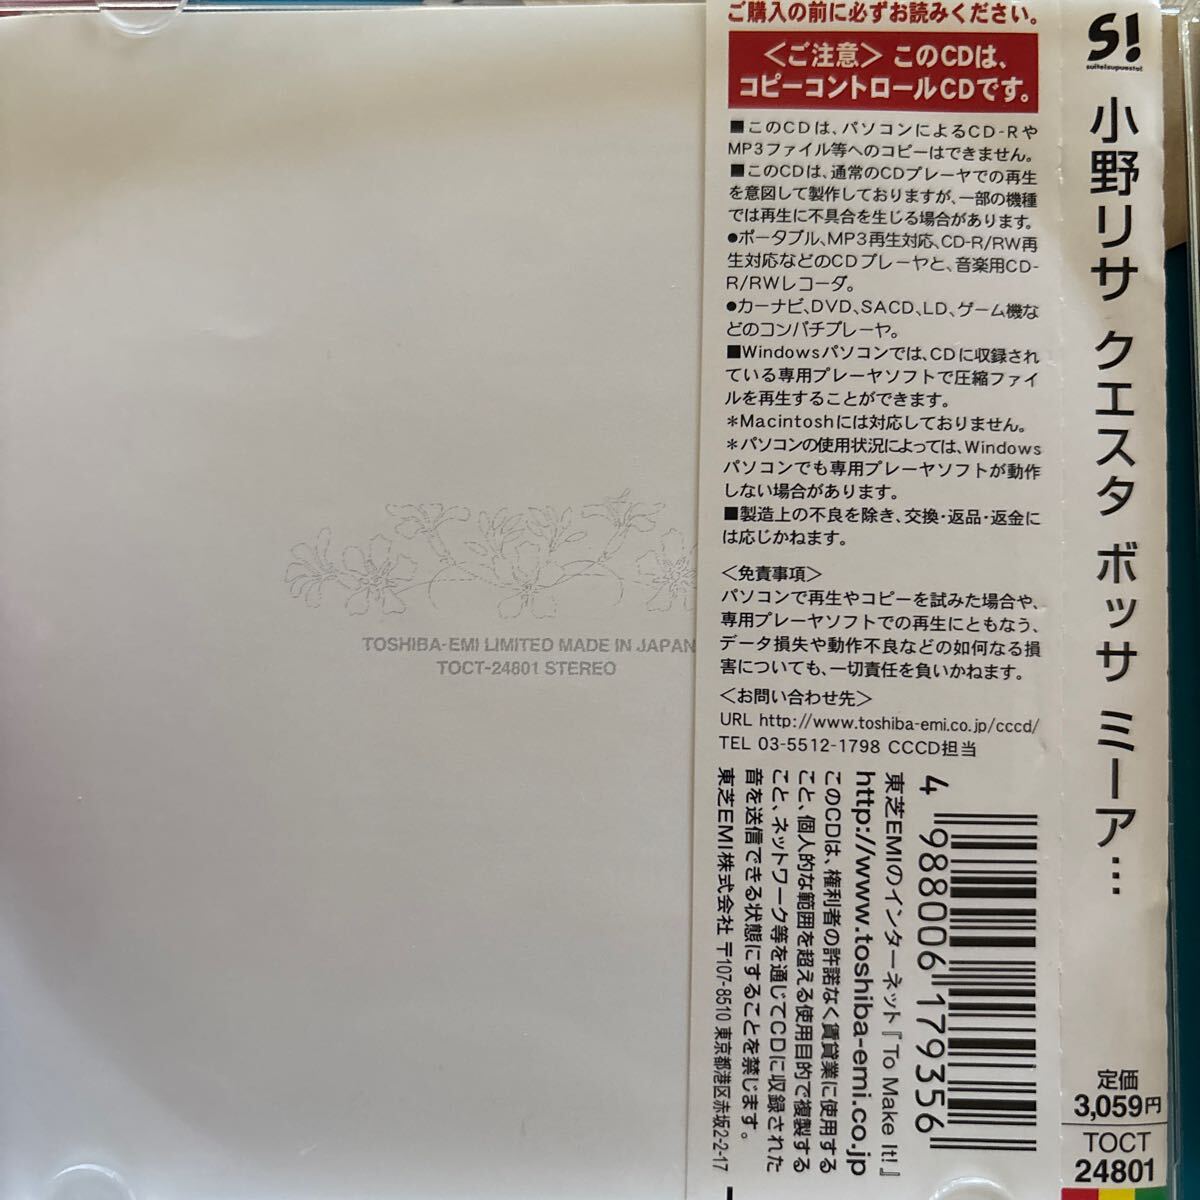 ご購入の前に必ずお読みください。
＜ご注意＞ このCDは、
コピーコントロールCDです。
■このCDは、パソコンによるCD-Rや
MP3ファイル等へのコピーはできません。
■このCDは、通常のCDプレーヤでの再生
を意図して製作しておりますが、一部の機種
では再生に不具合を生じる場合があります。
●ポータブル、MP3再生対応、CD-R/RW再
生対応などのCDプレーヤと、音楽用CD-
R/RWレコーダ。
●カーナビ、DVD、SACD、LD、ゲーム機な
どのコンパチプレーヤ。
■Windowsパソコンでは、CDに収録され
ている専用プレーヤソフトで圧縮ファイ
ルを再生することができます。
＊Macintoshには対応しておりません。
＊パソコンの使用状況によっては、Windows
パソコンでも専用プレーヤソフトが動作
しない場合があります。
■製造上の不良を除き、交換・返品・返金に
は応じかねます。
＜免責事項＞
パソコンで再生やコピーを試みた場合や、
専用プレーヤソフトでの再生にともなう、
データ損失や動作不良などの如何なる損
害についても、一切責任を負いかねます。
＜お問い合わせ先＞
URL http://www.toshiba-emi.co.jp/cccd/
TEL 03-5512-1798 CCCD担当
4 988006 179356
東芝EMIのインターネット『To Make It!』
http://www.toshiba-emi.co.jp
このCDは、権利者の許諾なく賃貸業に使用する
こと、個人的な範囲を超える使用目的で複製する
こと、ネットワーク等を通じてCDに収録された
音を送信できる状態にすることを禁じます。
東芝EMI株式会社 〒107-8510 東京都港区赤坂2-2-17
S!
suite!supuesto!
小野リサ クエスタ ボッサ ミーア…
定価
3,059円
TOCT
24801
TOSHIBA-EMI LIMITED MADE IN JAPAN
TOCT-24801 STEREO